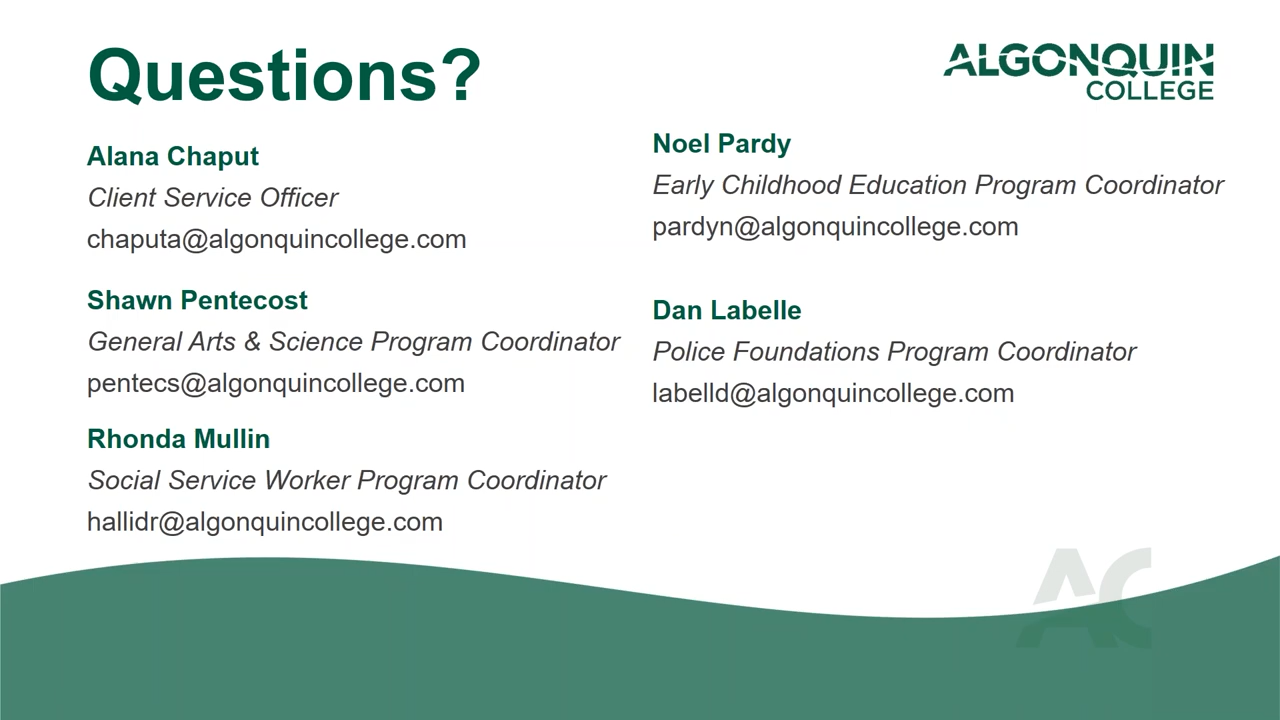 Questions?
ALGONQUIN
COLLEGE
Alana Chaput
Client Service Officer
chaputa@algonquincollege.com
Shawn Pentecost
General Arts & Science Program Coordinator
pentecs@algonquincollege.com
Rhonda Mullin
Social Service Worker Program Coordinator
hallidr@algonquincollege.com
Noel Pardy
Early Childhood Education Program Coordinator
pardyn@algonquincollege.com
Dan Labelle
Police Foundations Program Coordinator
labelld@algonquincollege.com
AC